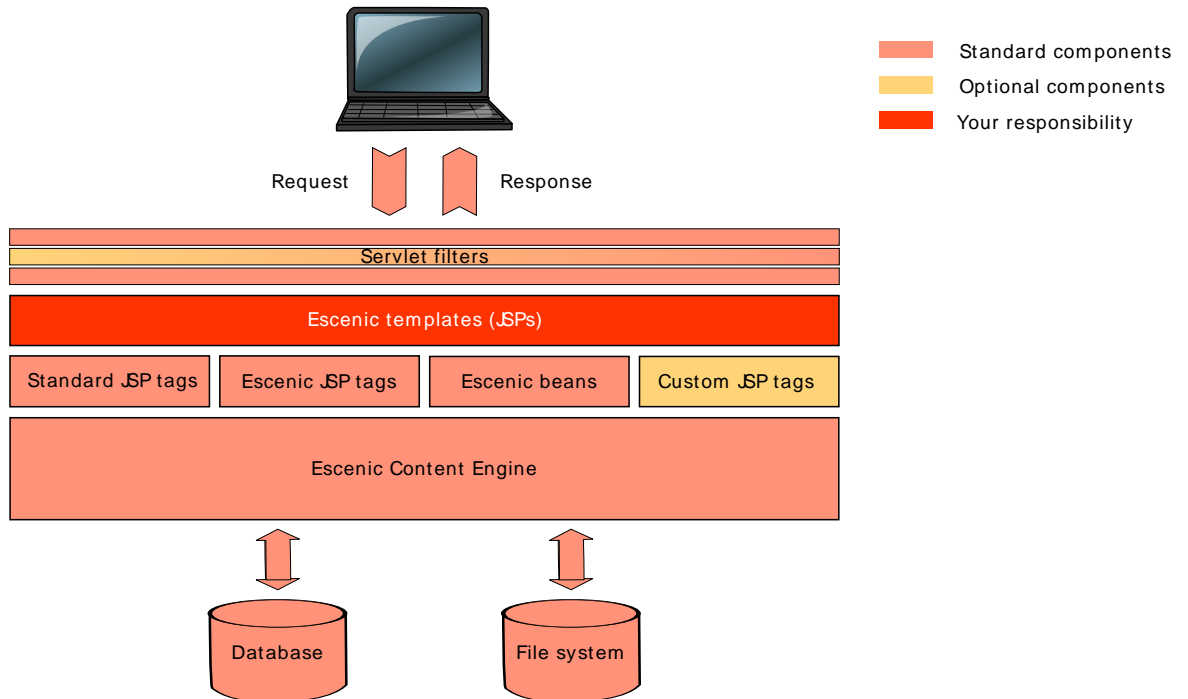 Standard components
Optional components
Your responsibility
Request
Response
Servlet filters
Escenic templates (JSPs)
Standard JSP tags
Escenic JSP tags
Escenic beans
Custom JSP tags
Escenic Content Engine
Database
File system